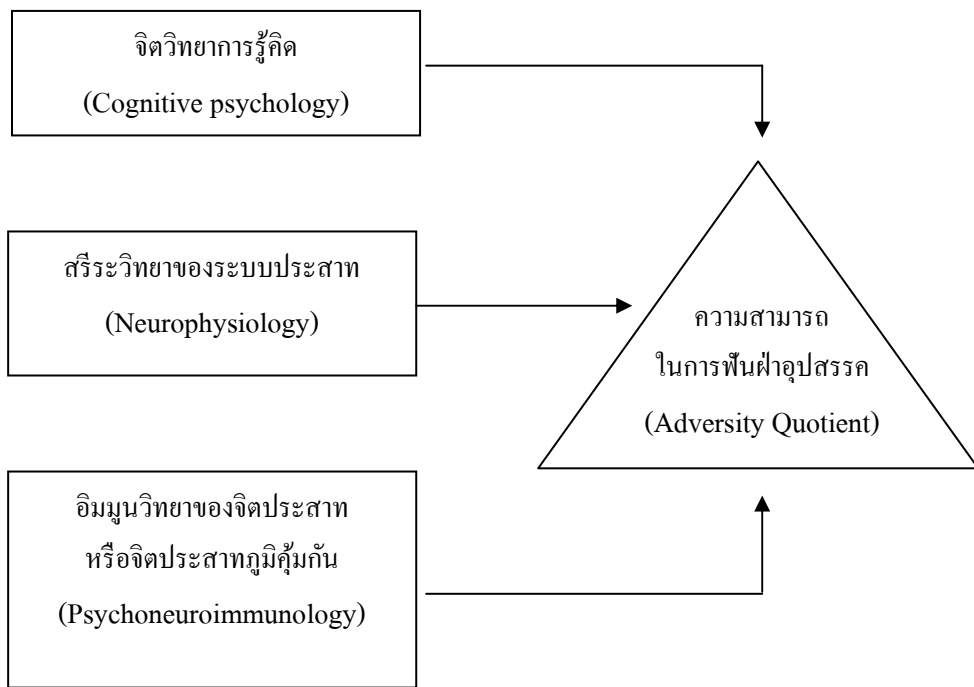 จิตวิทยาการรู้คิด
(Cognitive psychology)
สรีระวิทยาของระบบประสาท
(Neurophysiology)
ความสามารถ
ในการฟันฝ่าอุปสรรค
(Adversity Quotient)
อิมมูนวิทยาของจิตประสาท
หรือจิตประสาทภูมิคุ้มกัน
(Psychoneuroimmunology)